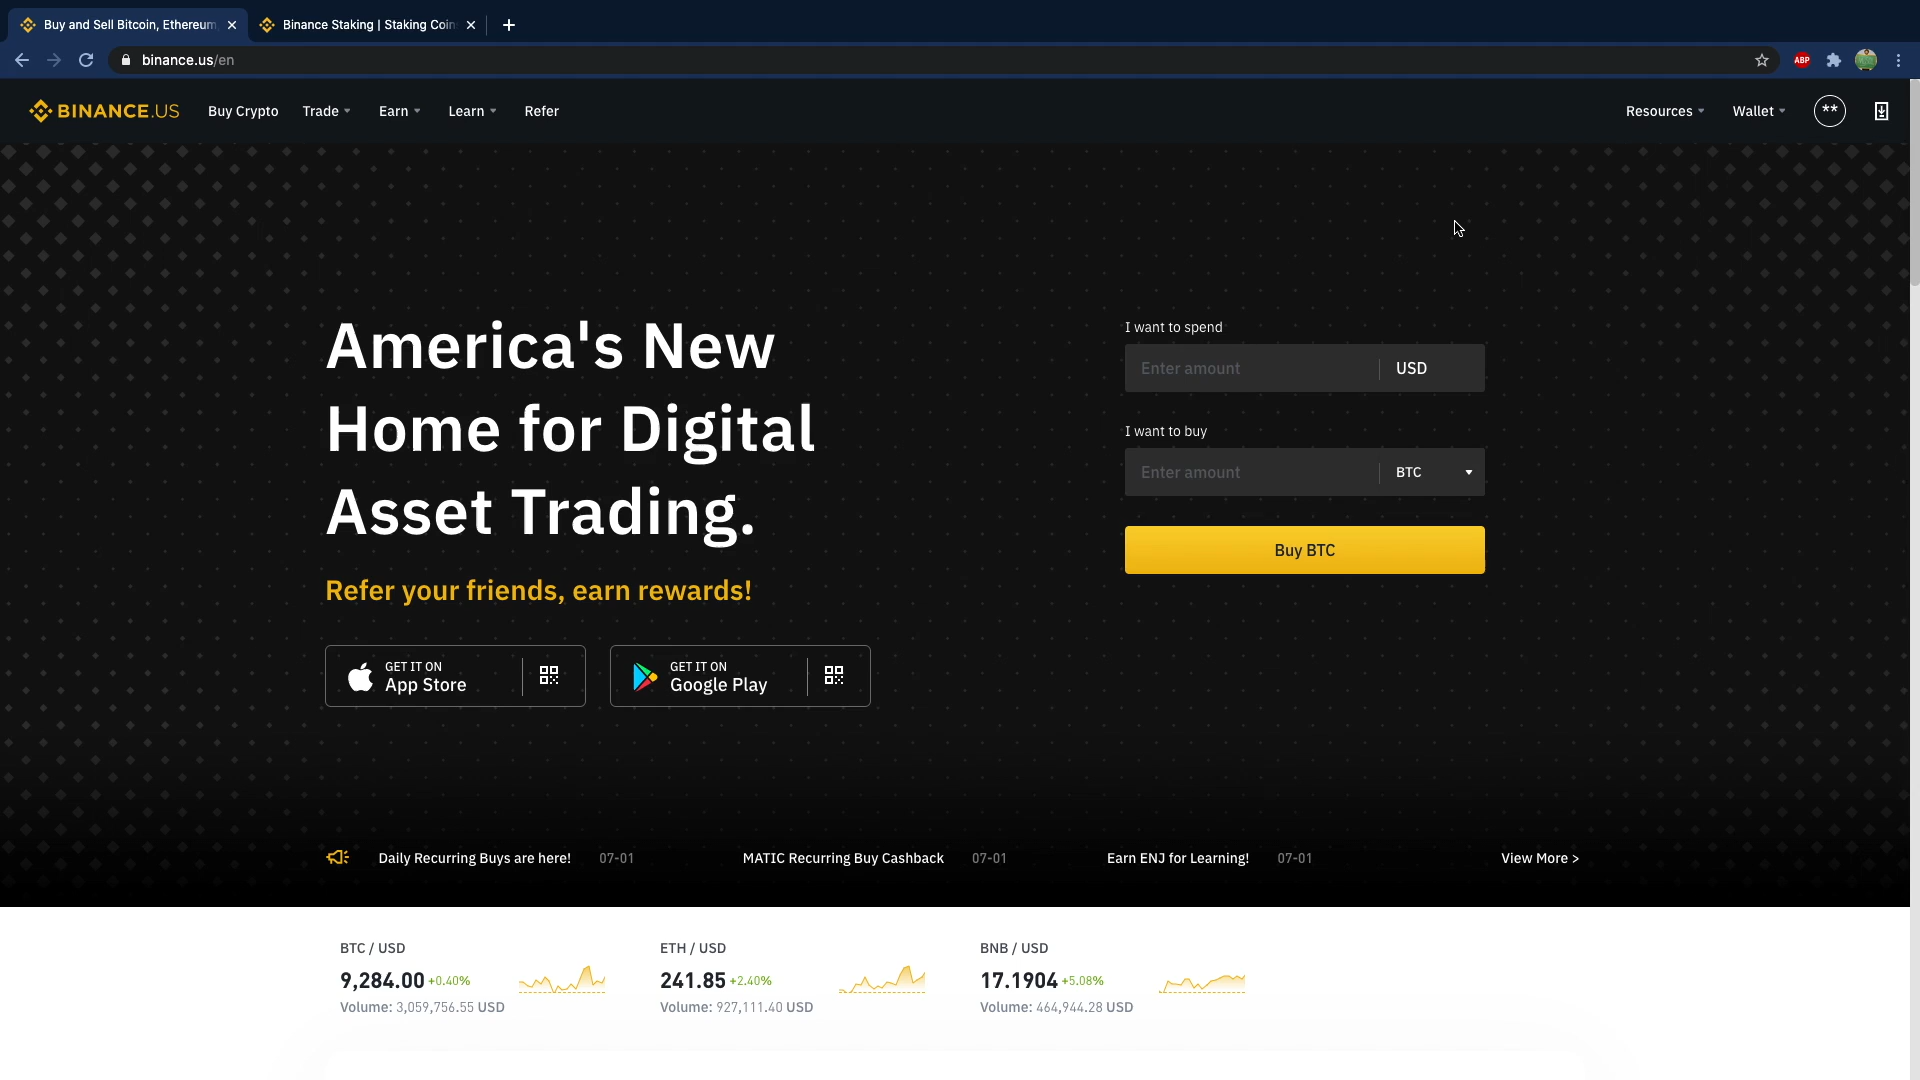 Buy and Sell Bitcoin, Ethereum
Binance Staking | Staking Coin
binance.us/en
ABP
BINANCE.US
Buy Crypto
Trade
Earn
Learn
Refer
Resources
Wallet
**
America's New
Home for Digital
Asset Trading.
Refer your friends, earn rewards!
GET IT ON
App Store
GET IT ON
Google Play
I want to spend
Enter amount USD
I want to buy
Enter amount BTC
Buy BTC
Daily Recurring Buys are here! 07-01
MATIC Recurring Buy Cashback 07-01
Earn ENJ for Learning! 07-01
View More >
BTC / USD
9,284.00 +0.40%
Volume: 3,059,756.55 USD
ETH / USD
241.85 +2.40%
Volume: 927,111.40 USD
BNB / USD
17.1904 +5.08%
Volume: 464,944.28 USD